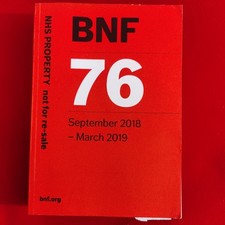 BNF
76
September 2018
– March 2019
NHS PROPERTY not for re-sale
bnf.org